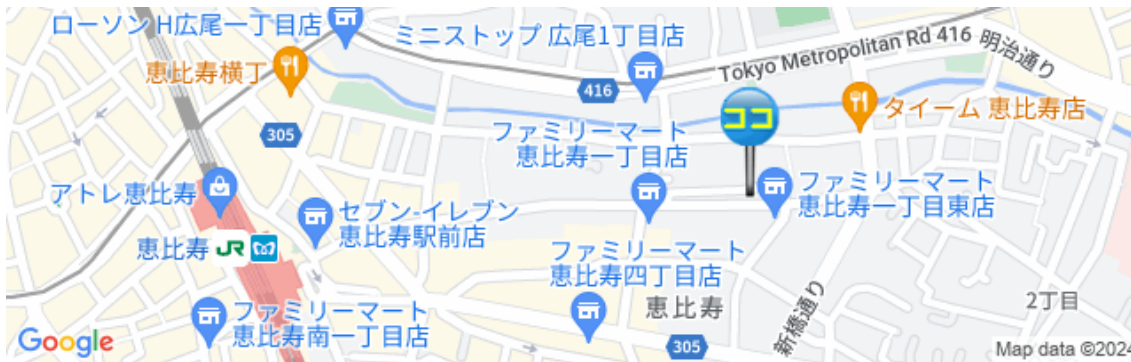 ローソン H広尾一丁目店
ミニストップ 広尾1丁目店
Tokyo Metropolitan Rd 416
明治通り
恵比寿横丁
416
ココ
タイーム 恵比寿店
305
ファミリーマート
恵比寿一丁目店
アトレ恵比寿
セブン-イレブン
恵比寿駅前店
ファミリーマート
恵比寿一丁目東店
恵比寿 JR
ファミリーマート
恵比寿四丁目店
恵比寿
新橋通り
2丁目
ファミリーマート
恵比寿南一丁目店
305
Google
Map data ©2024